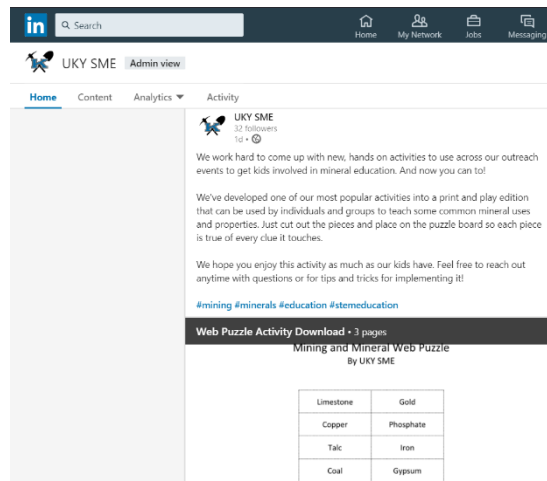 in Search
Home My Network Jobs Messaging
UKY SME Admin view
Home Content Analytics Activity
UKY SME
32 followers
1d •
We work hard to come up with new, hands on activities to use across our outreach
events to get kids involved in mineral education. And now you can to!
We've developed one of our most popular activities into a print and play edition
that can be used by individuals and groups to teach some common mineral uses
and properties. Just cut out the pieces and place on the puzzle board so each piece
is true of every clue it touches.
We hope you enjoy this activity as much as our kids have. Feel free to reach out
anytime with questions or for tips and tricks for implementing it!
#mining #minerals #education #stemeducation
Web Puzzle Activity Download • 3 pages
Mining and Mineral Web Puzzle
By UKY SME
Limestone Gold
Copper Phosphate
Talc Iron
Coal Gypsum